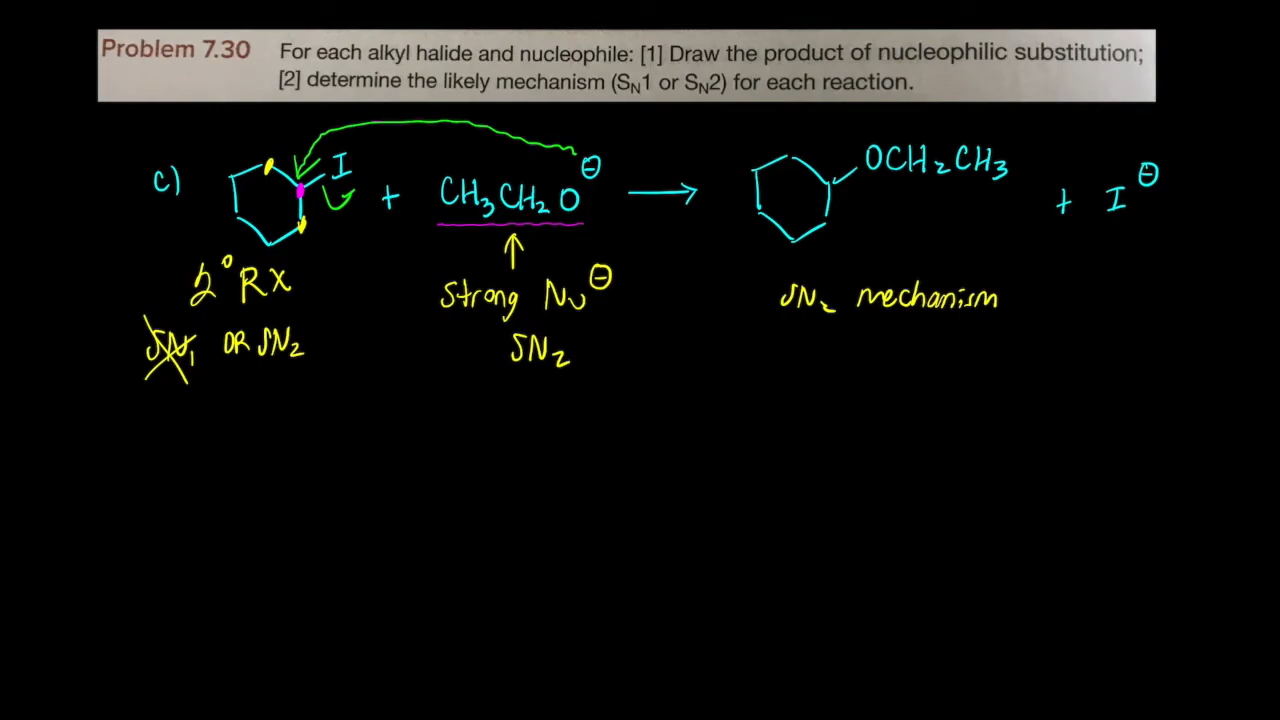 Problem 7.30 For each alkyl halide and nucleophile: [1] Draw the product of nucleophilic substitution;
[2] determine the likely mechanism (SN1 or SN2) for each reaction.
c) I + CH3CH2O⊖ → OCH2CH3 + I⊖
2° RX
Strong Nu⊖
SN2 mechanism
SN1 OR SN2
SN2